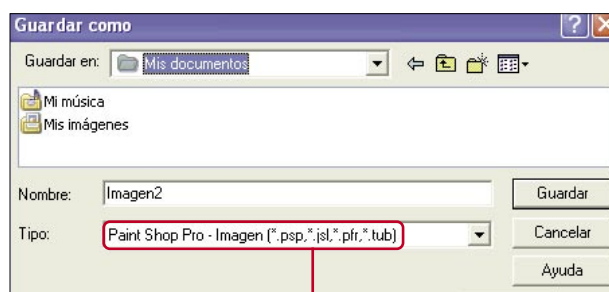 Guardar como
Guardar en: Mis documentos
Mi música
Mis imágenes
Nombre: Imagen2 Guardar
Tipo: Paint Shop Pro - Imagen (*.psp,*.jsl,*.pfr,*.tub) Cancelar
Ayuda